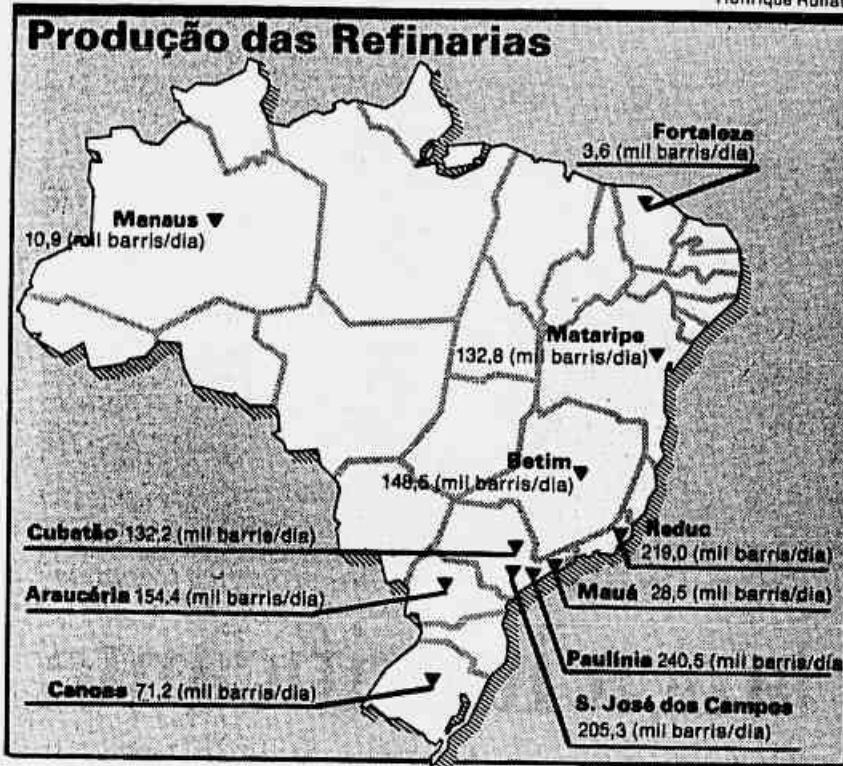 Henrique
Produção das Refinarias
Fortaleza
3,6 (mil barris/dia)
Manaus
10,9 (mil barris/dia)
Mataripe
132,8 (mil barris/dia)
Betim
148,5 (mil barris/dia)
Cubatão 132,2 (mil barris/dia)
Reduc
219,0 (mil barris/dia)
Araucária 154,4 (mil barris/dia)
Mauá 28,5 (mil barris/dia)
Paulínia 240,5 (mil barris/dia
Canoas 71,2 (mil barris/dia)
S. José dos Campos
205,3 (mil barris/dia)